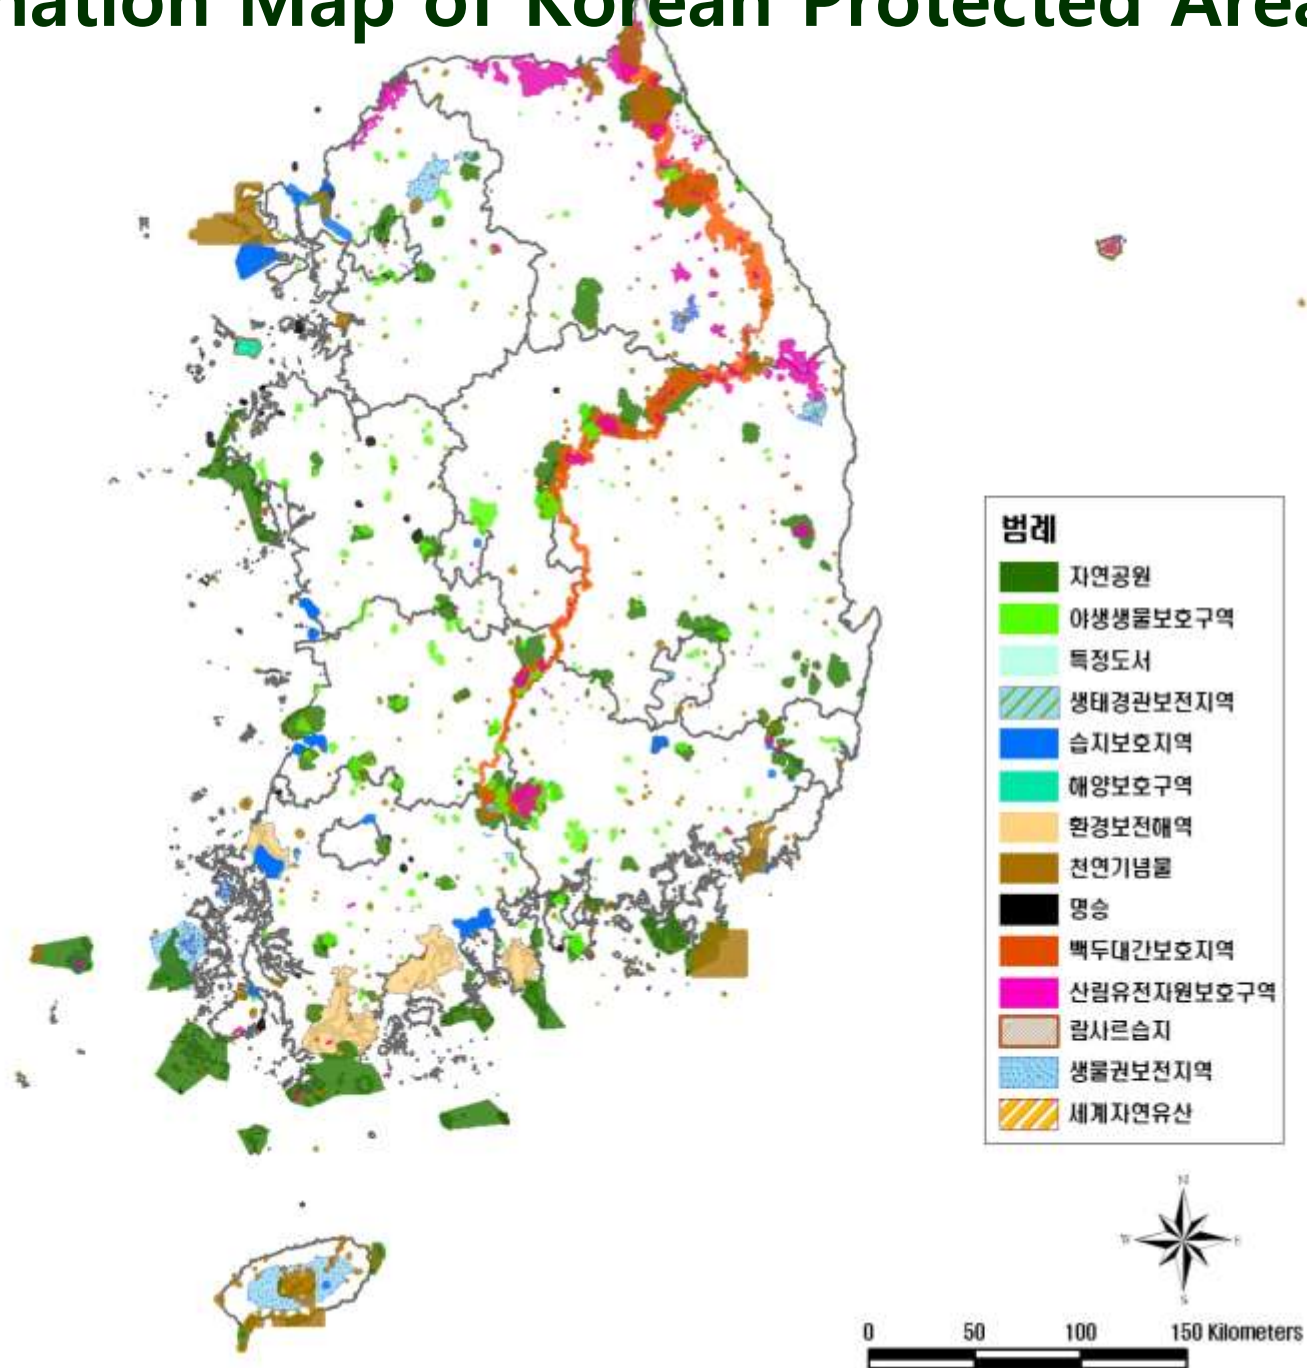 nation Map of Korean Protected Area
범례
자연공원
야생생물보호구역
특정도서
생태경관보전지역
습지보호지역
해양보호구역
환경보전해역
천연기념물
명승
백두대간보호지역
산림유전자원보호구역
람사르습지
생물권보전지역
세계자연유산
N
W E
S
0 50 100 150 Kilometers